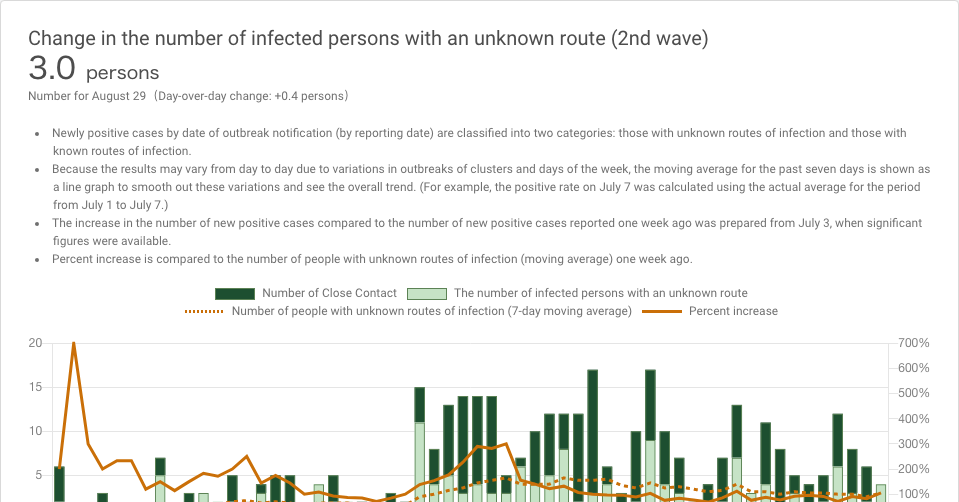 Change in the number of infected persons with an unknown route (2nd wave)
3.0 persons
Number for August 29 (Day-over-day change: +0.4 persons)
• Newly positive cases by date of outbreak notification (by reporting date) are classified into two categories: those with unknown routes of infection and those with
known routes of infection.
• Because the results may vary from day to day due to variations in outbreaks of clusters and days of the week, the moving average for the past seven days is shown as
a line graph to smooth out these variations and see the overall trend. (For example, the positive rate on July 7 was calculated using the actual average for the period
from July 1 to July 7.)
• The increase in the number of new positive cases compared to the number of new positive cases reported one week ago was prepared from July 3, when significant
figures were available.
• Percent increase is compared to the number of people with unknown routes of infection (moving average) one week ago.
Number of Close Contact The number of infected persons with an unknown route
Number of people with unknown routes of infection (7-day moving average) Percent increase
20 700%
600%
15 500%
400%
10 300%
5 200%
100%